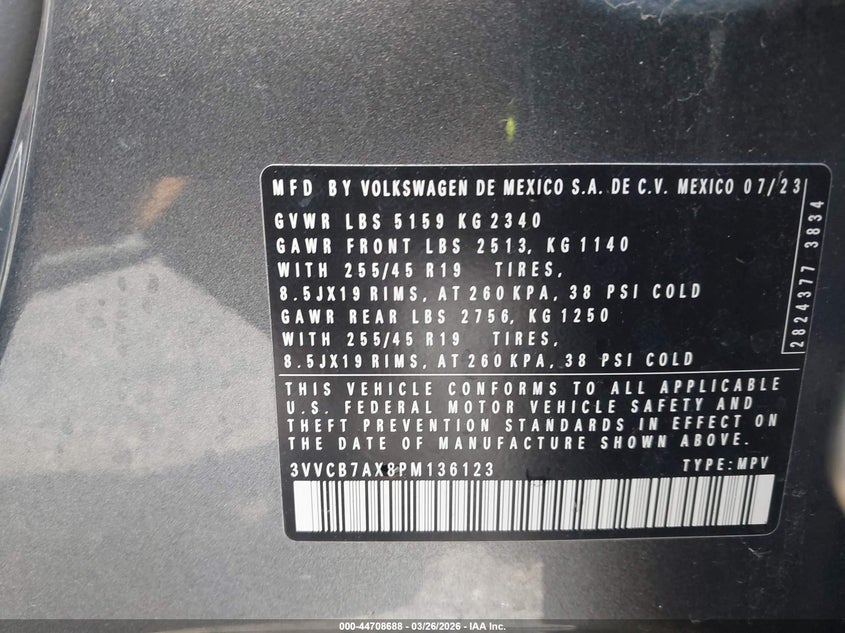 MFD BY VOLKSWAGEN DE MEXICO S.A. DE C.V. MEXICO 07/23
GVWR LBS 5159 KG 2340
GAWR FRONT LBS 2513, KG 1140
WITH 255/45 R19 TIRES,
8.5JX19 RIMS, AT 260 KPA, 38 PSI COLD
GAWR REAR LBS 2756, KG 1250
WITH 255/45 R19 TIRES,
8.5JX19 RIMS, AT 260 KPA, 38 PSI COLD
2824377 3834
THIS VEHICLE CONFORMS TO ALL APPLICABLE
U.S. FEDERAL MOTOR VEHICLE SAFETY AND
THEFT PREVENTION STANDARDS IN EFFECT ON
THE DATE OF MANUFACTURE SHOWN ABOVE.
3VVCB7AX8PM136123 TYPE: MPV
000-44708688 - 03/26/2026 - IAA Inc.